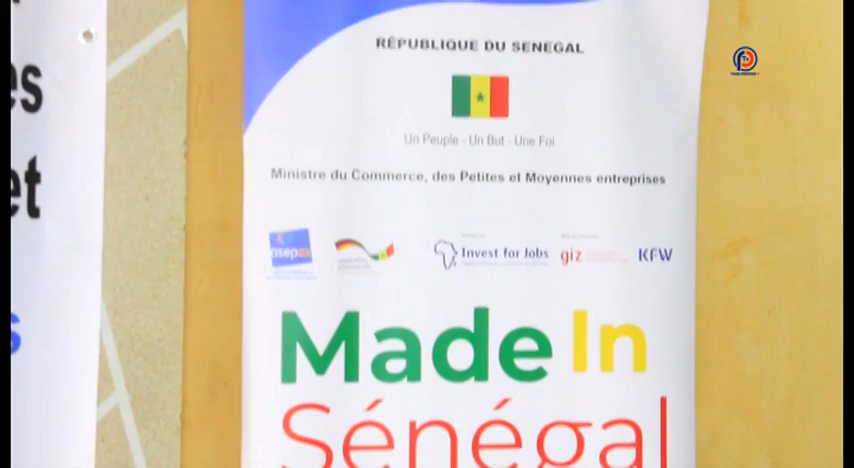 es
et
s
RÉPUBLIQUE DU SENEGAL
Un Peuple - Un But - Une Foi
Ministre du Commerce, des Petites et Moyennes entreprises
asepex
Invest for Jobs
giz
KFW
Made In
Sénégal